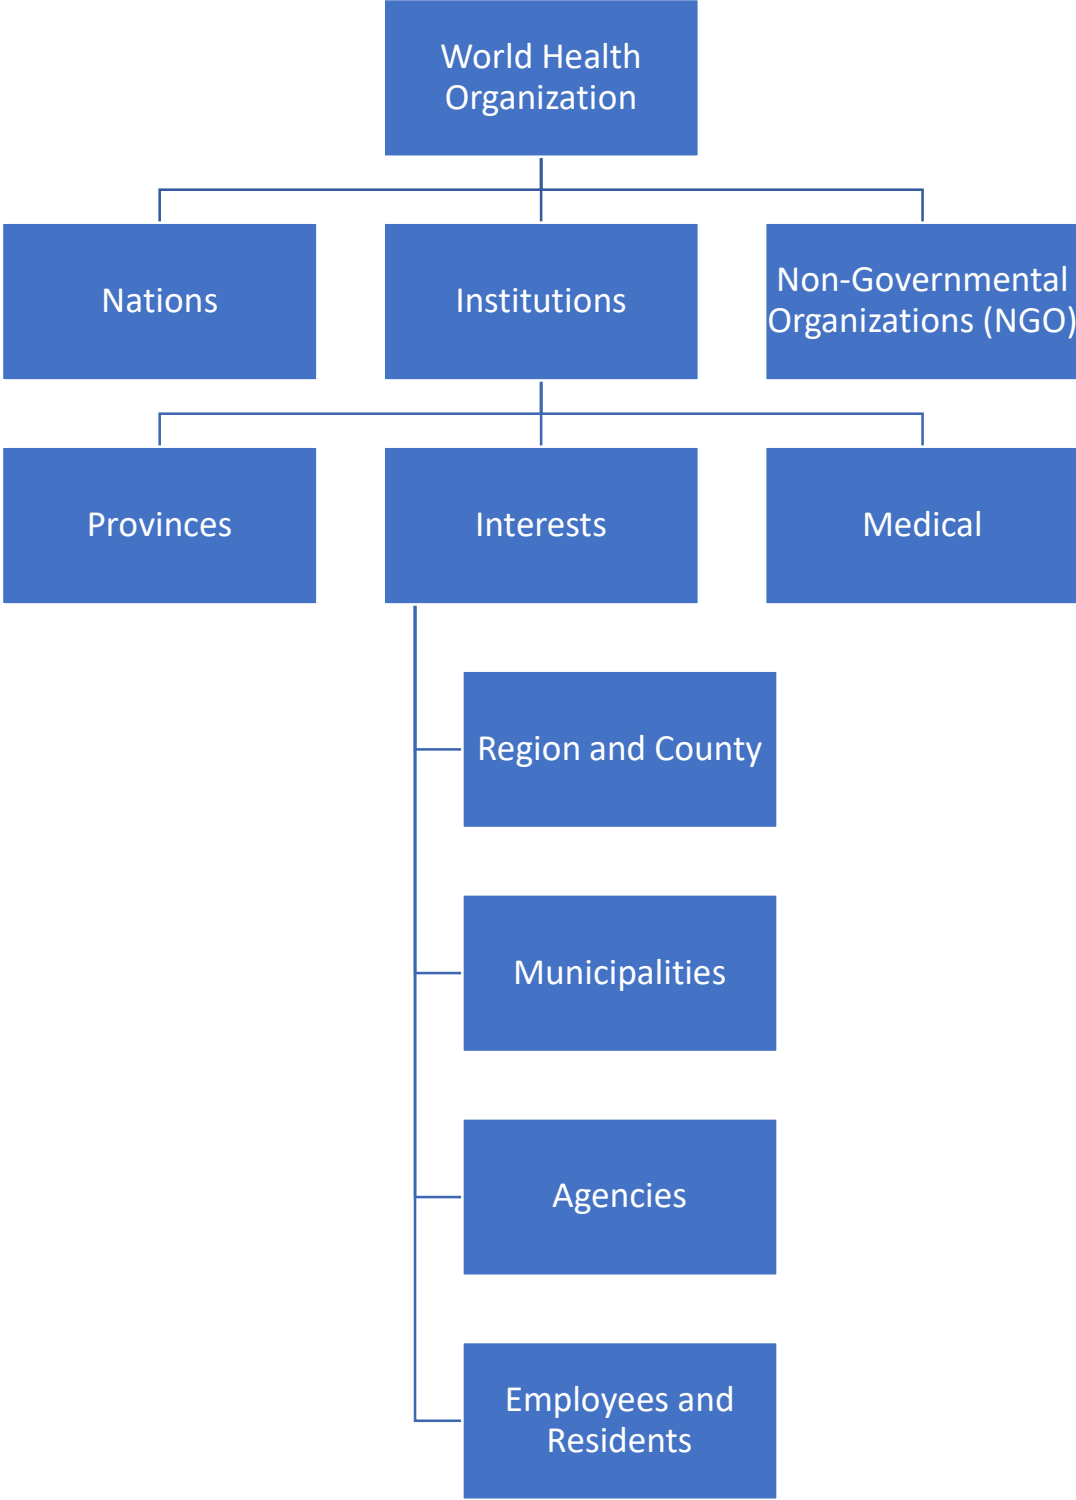 World Health
Organization
Nations
Institutions
Non-Governmental
Organizations (NGO)
Provinces
Interests
Medical
Region and County
Municipalities
Agencies
Employees and
Residents